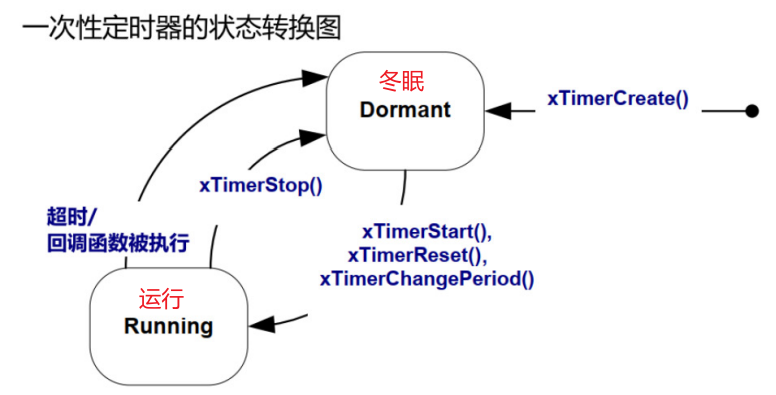 一次性定时器的状态转换图
冬眠
Dormant
xTimerCreate()
xTimerStop()
超时/
回调函数被执行
xTimerStart(),
xTimerReset(),
xTimerChangePeriod()
运行
Running